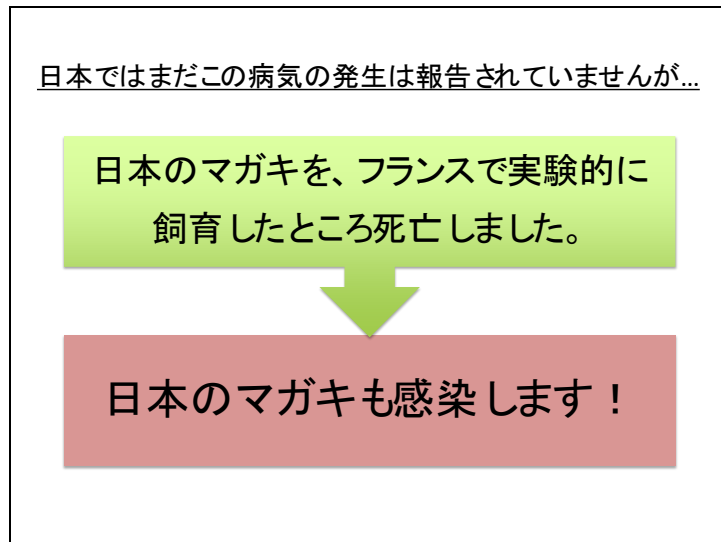 日本ではまだこの病気の発生は報告されていませんが…
日本のマガキを、フランスで実験的に
飼育したところ死亡しました。
日本のマガキも感染します！